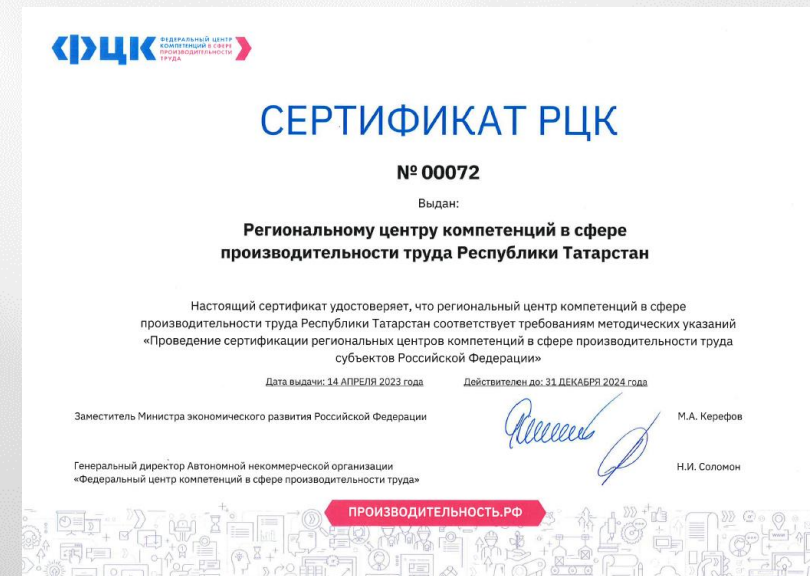 ФЦК ФЕДЕРАЛЬНЫЙ ЦЕНТР
КОМПЕТЕНЦИЙ В СФЕРЕ
ПРОИЗВОДИТЕЛЬНОСТИ
ТРУДА
СЕРТИФИКАТ РЦК
№ 00072
Выдан:
Региональному центру компетенций в сфере
производительности труда Республики Татарстан
Настоящий сертификат удостоверяет, что региональный центр компетенций в сфере
производительности труда Республики Татарстан соответствует требованиям методических указаний
«Проведение сертификации региональных центров компетенций в сфере производительности труда
субъектов Российской Федерации»
Дата выдачи: 14 АПРЕЛЯ 2023 года Действителен до: 31 ДЕКАБРЯ 2024 года
Заместитель Министра экономического развития Российской Федерации М.А. Керефов
Генеральный директор Автономной некоммерческой организации
«Федеральный центр компетенций в сфере производительности труда» Н.И. Соломон
ПРОИЗВОДИТЕЛЬНОСТЬ.РФ